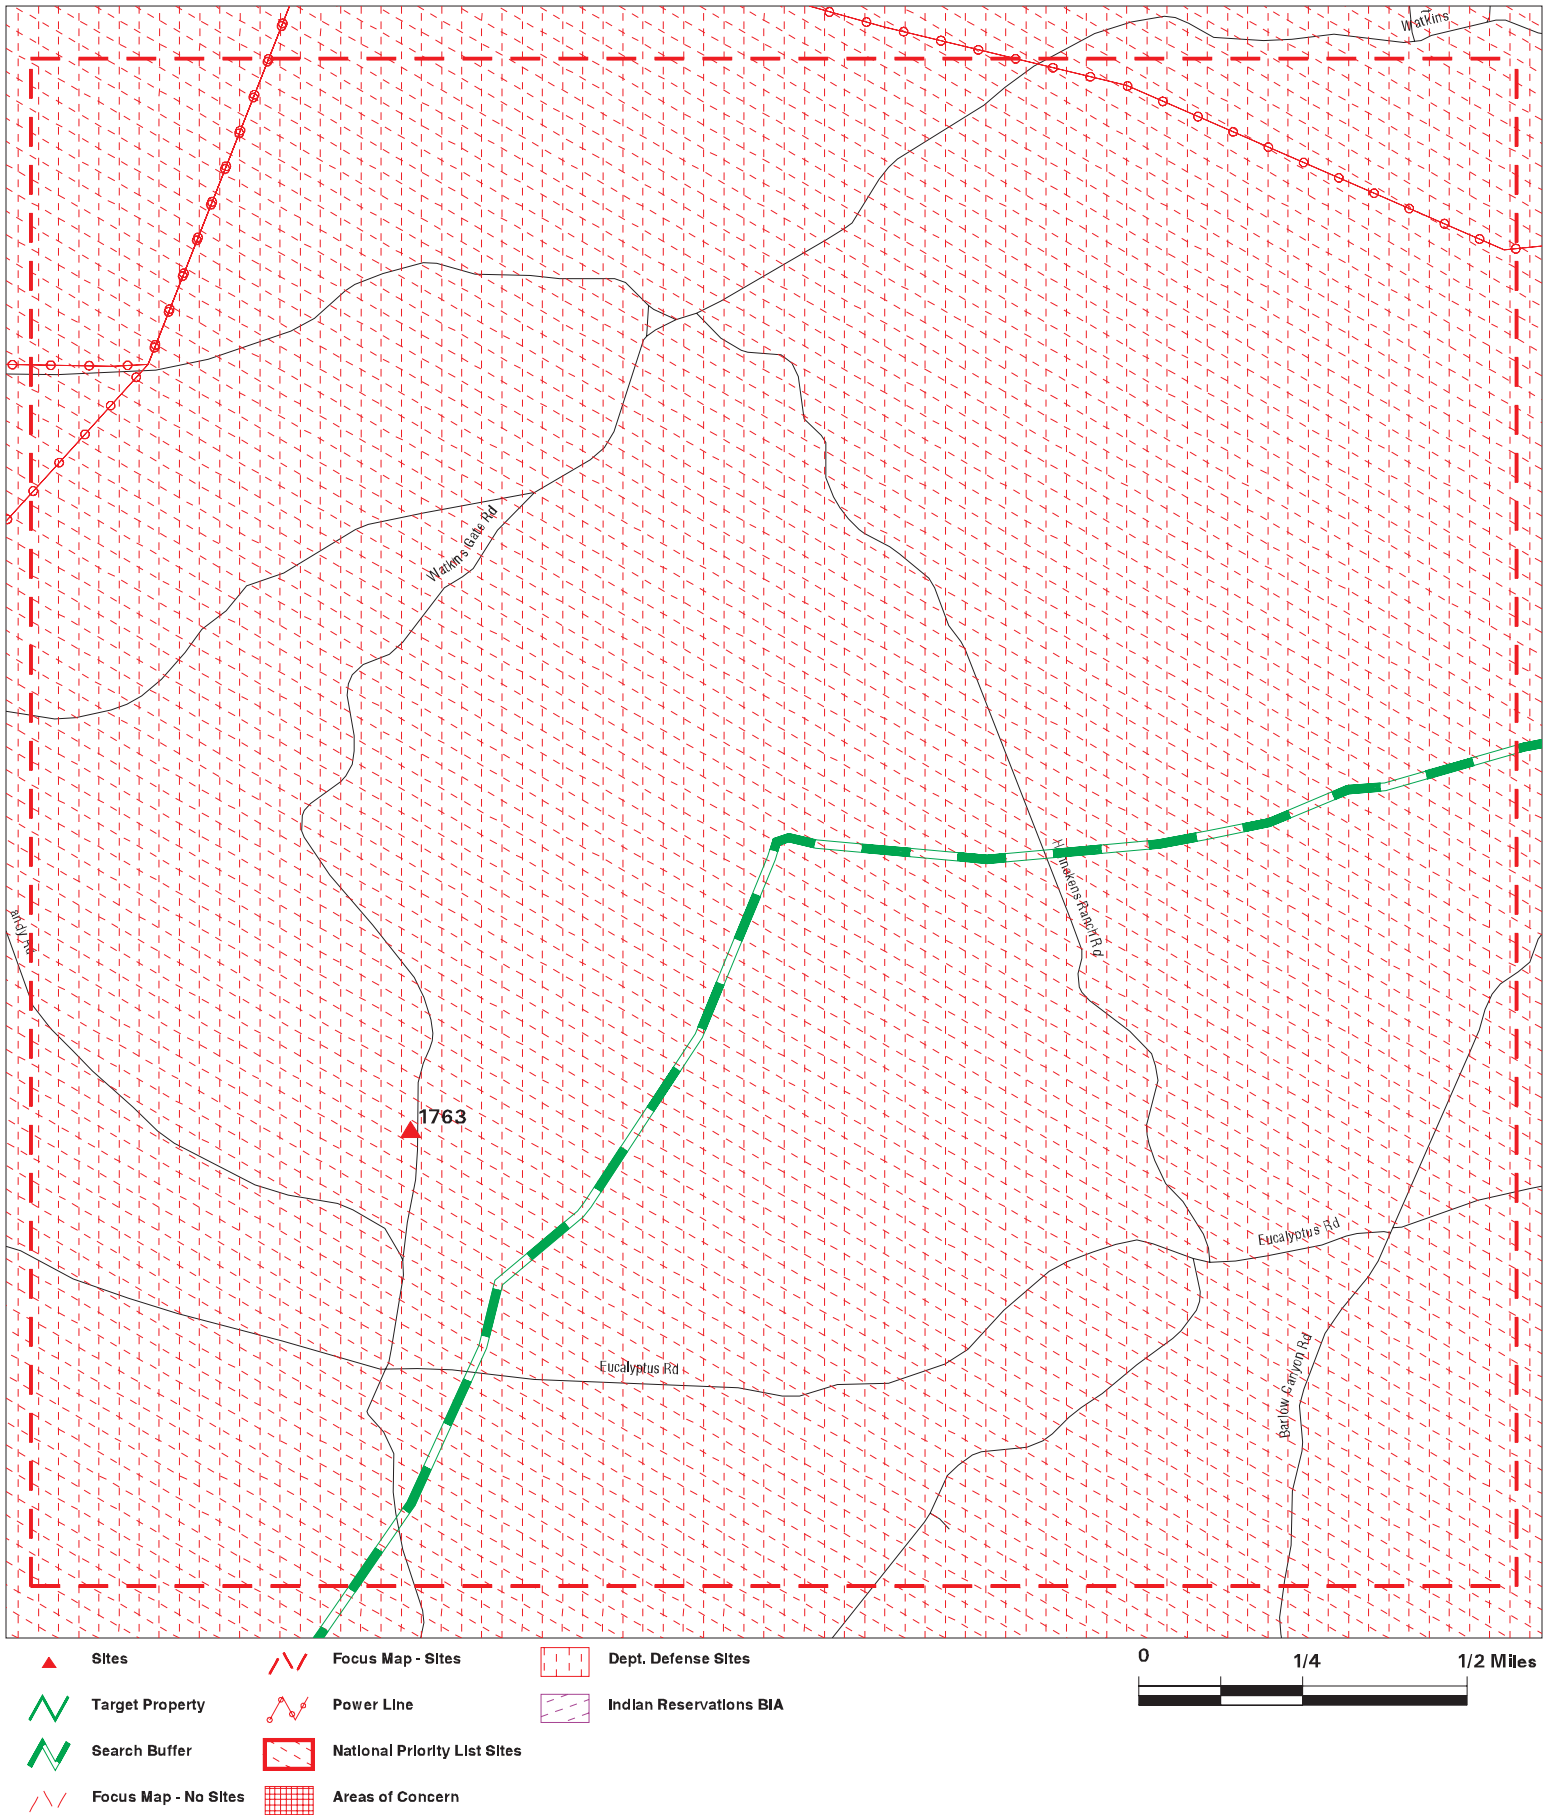 Watkins
Watkins Gate Rd
Ranch Rd
andy Rd
1763
Eucalyptus Rd
Eucalyptus Rd
Barlow Canyon Rd
Sites
Focus Map - Sites
Dept. Defense Sites
0
1/4
1/2 Miles
Target Property
Power Line
Indian Reservations BIA
Search Buffer
National Priority List Sites
Focus Map - No Sites
Areas of Concern